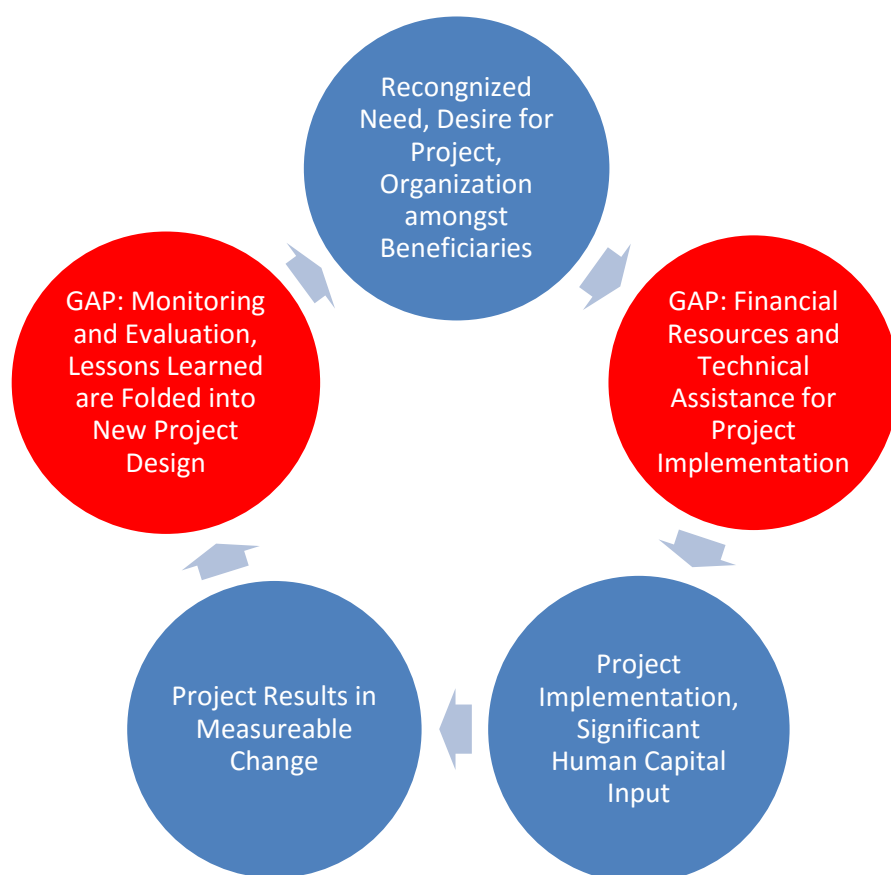 Recongnized
Need, Desire for
Project,
Organization
amongst
Beneficiaries
GAP: Financial
Resources and
Technical
Assistance for
Project
Implementation
Project
Implementation,
Significant
Human Capital
Input
Project Results in
Measureable
Change
GAP: Monitoring
and Evaluation,
Lessons Learned
are Folded into
New Project
Design